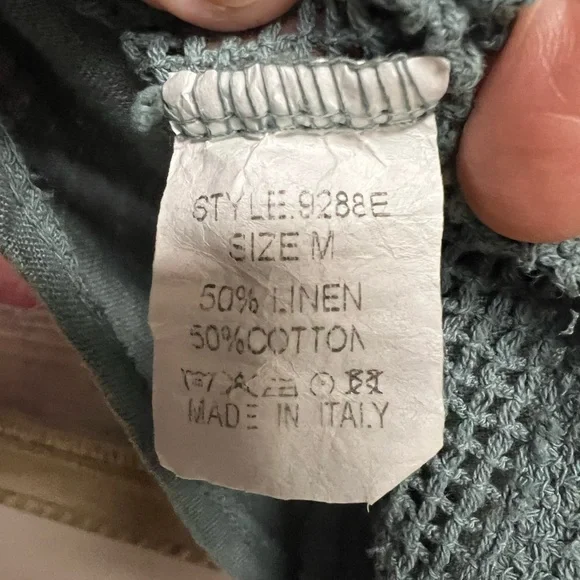 STYLE:9288E
SIZE M
50% LINEN
50%COTTON
MADE IN ITALY